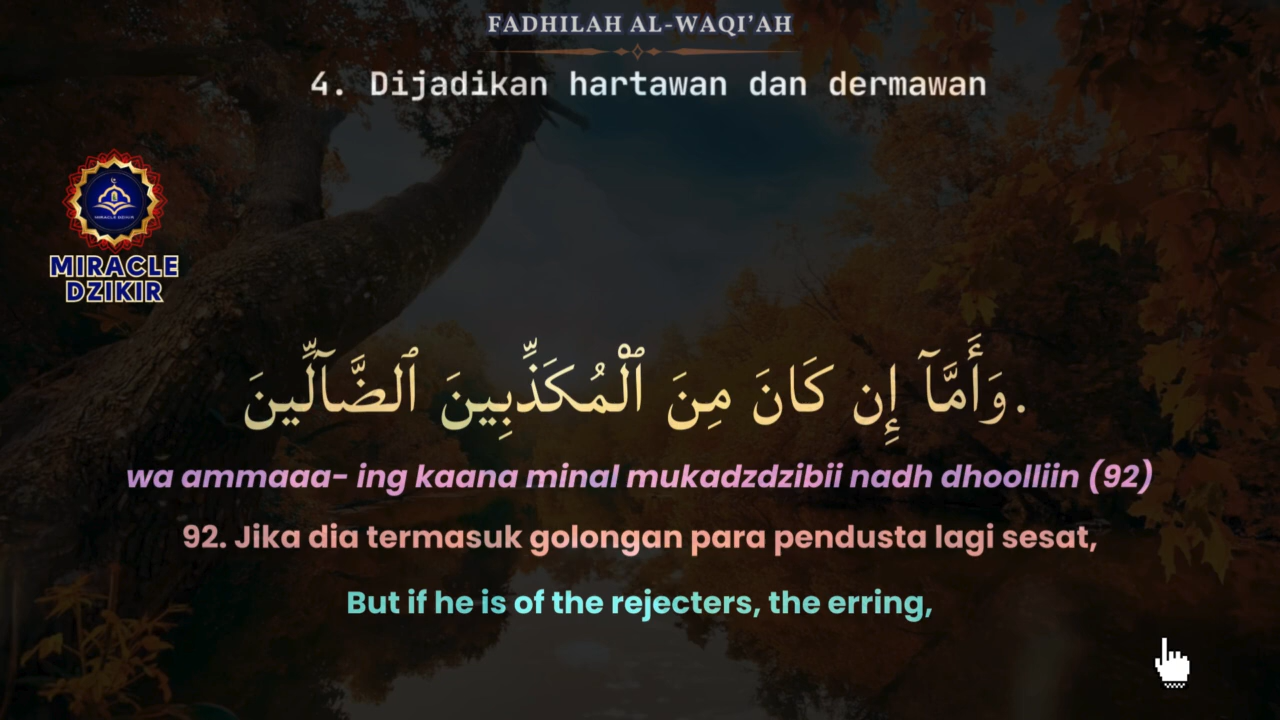 FADHILAH AL-WAQI'AH
4. Dijadikan hartawan dan dermawan
MIRACLE DZIKIR
MIRACLE
DZIKIR
وَأَمَّآ إِن كَانَ مِنَ ٱلْمُكَذِّبِينَ ٱلضَّآلِّينَ.
wa ammaaa- ing kaana minal mukadzdzibii nadh dhoolliin (92)
92. Jika dia termasuk golongan para pendusta lagi sesat,
But if he is of the rejecters, the erring,